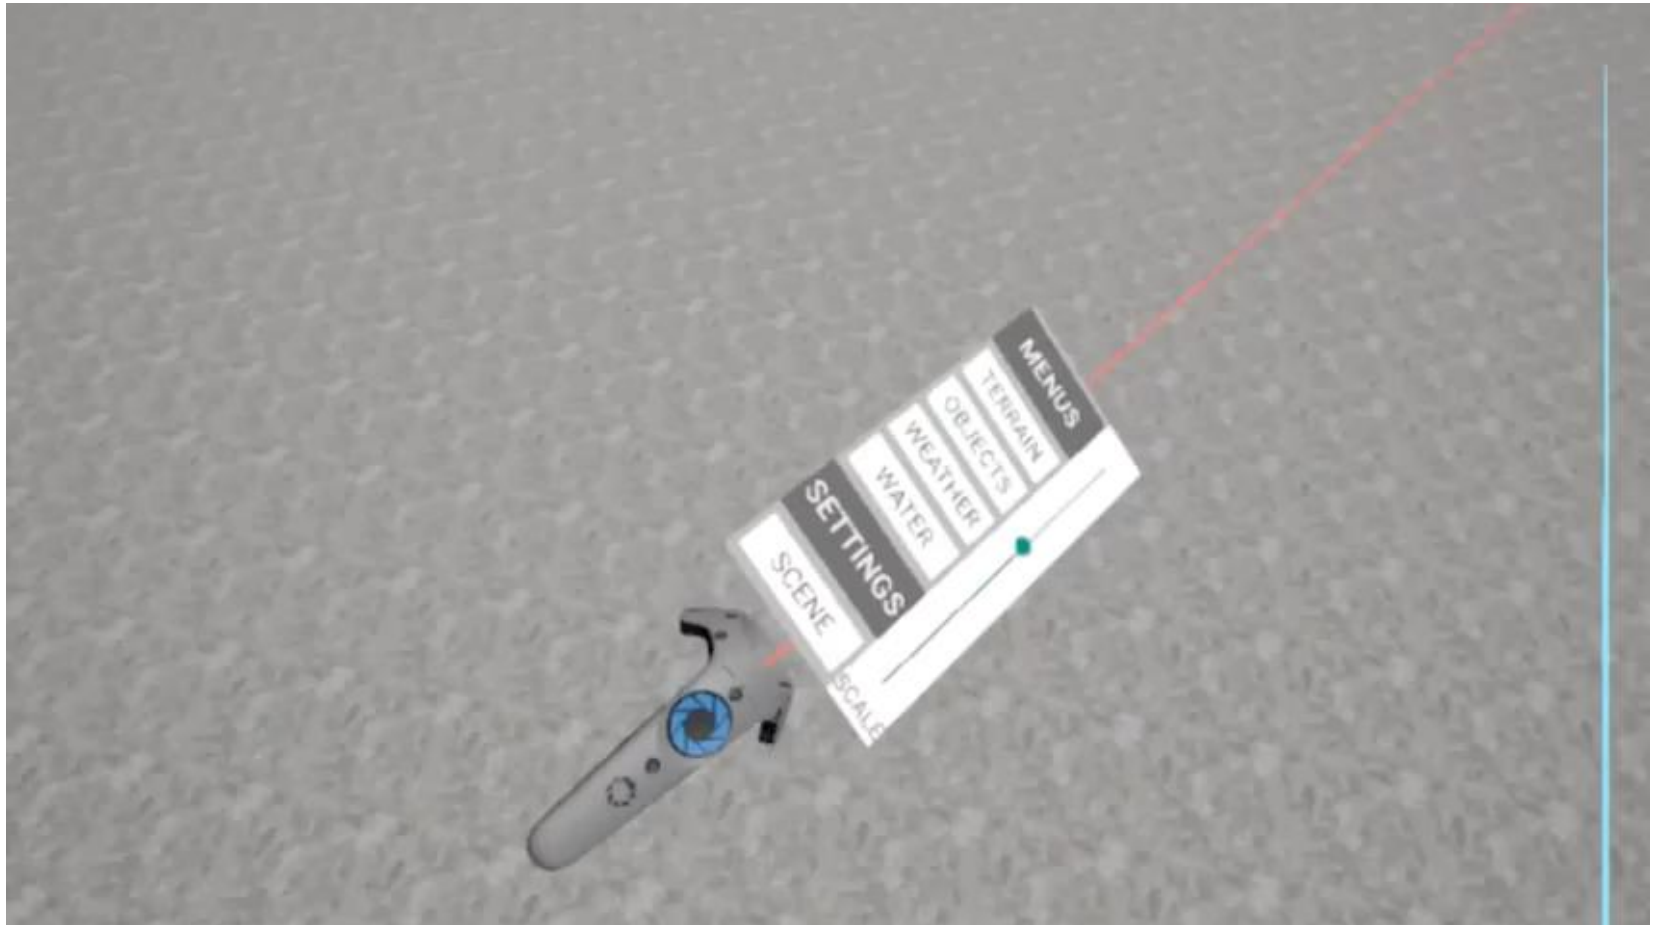 MENUS
TERRAIN
OBJECTS
WEATHER
WATER
SETTINGS
SCENE
SCALE